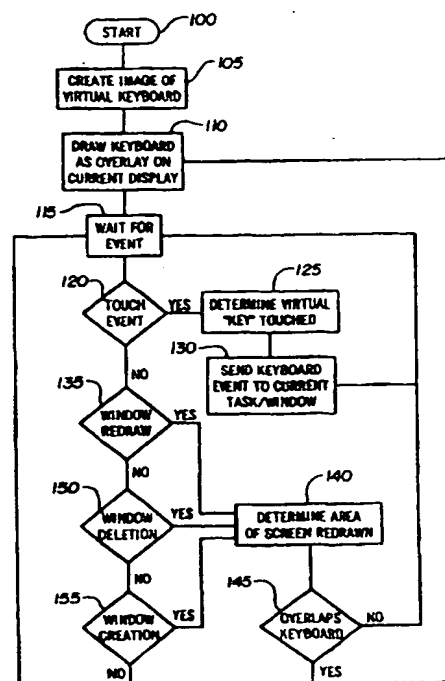 START
100
CREATE IMAGE OF
VIRTUAL KEYBOARD
105
DRAW KEYBOARD
AS OVERLAY ON
CURRENT DISPLAY
110
115
WAIT FOR
EVENT
120
TOUCH
EVENT
YES
NO
125
DETERMINE VIRTUAL
"KEY" TOUCHED
130
SEND KEYBOARD
EVENT TO CURRENT
TASK/WINDOW
135
WINDOW
REDRAW
YES
NO
140
DETERMINE AREA
OF SCREEN REDRAWN
150
WINDOW
DELETION
YES
NO
145
OVERLAPS
KEYBOARD
NO
YES
155
WINDOW
CREATION
YES
NO